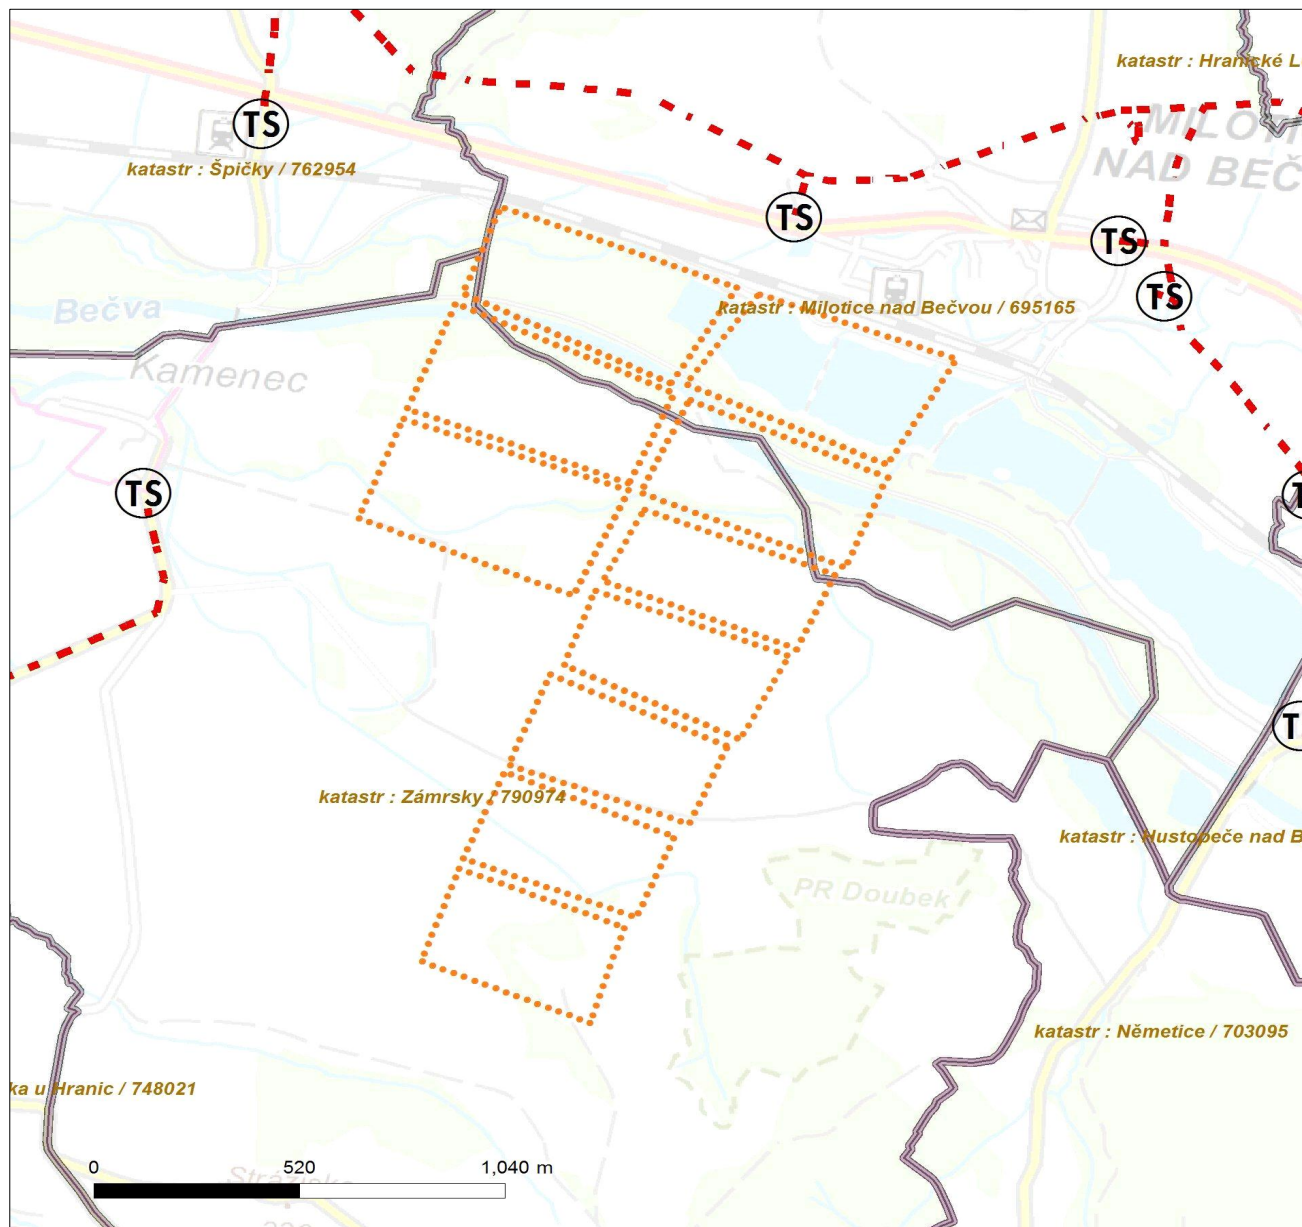 katastr : Hranické L
MILOTI
NAD BEČ
TS
katastr : Špičky / 762954
TS
TS
TS
Bečva
katastr : Milotice nad Bečvou / 695165
Kamenec
TS
T
T
katastr : Zámrsky / 790974
katastr : Hustopeče nad B
PR Doubek
katastr : Němetice / 703095
ka u Hranic / 748021
0 520 1,040 m